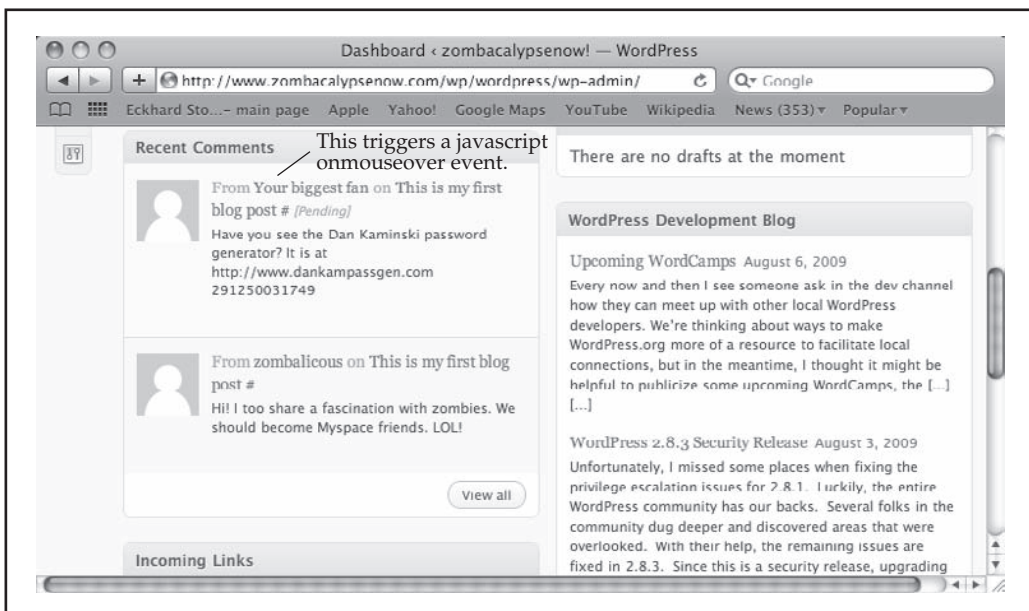 Dashboard ‹ zombacalypsenow! — WordPress
http://www.zombacalypsenow.com/wp/wordpress/wp-admin/
Google
Eckhard Sto...– main page Apple Yahoo! Google Maps YouTube Wikipedia News (353) Popular
Recent Comments
This triggers a javascript
onmouseover event.
From Your biggest fan on This is my first
blog post # [Pending]
Have you see the Dan Kaminski password
generator? It is at
http://www.dankampassgen.com
291250031749
From zombalicous on This is my first blog
post #
Hi! I too share a fascination with zombies. We
should become Myspace friends. LOL!
View all
Incoming Links
There are no drafts at the moment
WordPress Development Blog
Upcoming WordCamps August 6, 2009
Every now and then I see someone ask in the dev channel
how they can meet up with other local WordPress
developers. We're thinking about ways to make
WordPress.org more of a resource to facilitate local
connections, but in the meantime, I thought it might be
helpful to publicize some upcoming WordCamps, the [...]
[...]
WordPress 2.8.3 Security Release August 3, 2009
Unfortunately, I missed some places when fixing the
privilege escalation issues for 2.8.1. Luckily, the entire
WordPress community has our backs. Several folks in the
community dug deeper and discovered areas that were
overlooked. With their help, the remaining issues are
fixed in 2.8.3. Since this is a security release, upgrading